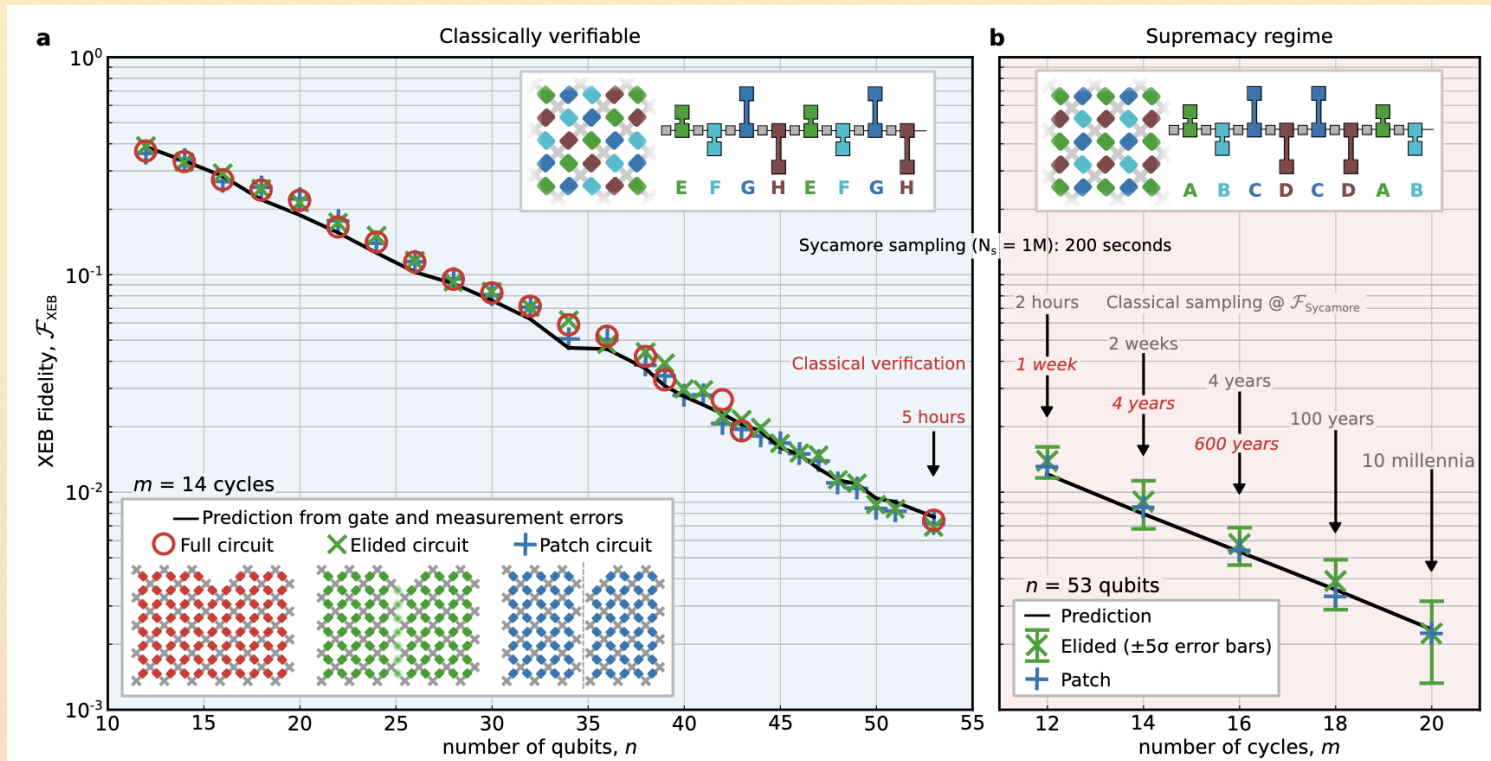 a
Classically verifiable
XEB Fidelity, ℱ_XEB
10⁰
10⁻¹
10⁻²
10⁻³
E F G H E F G H
Sycamore sampling (Nₛ = 1M): 200 seconds
Classical verification
5 hours
m = 14 cycles
Prediction from gate and measurement errors
Full circuit
Elided circuit
Patch circuit
10 15 20 25 30 35 40 45 50 55
number of qubits, n
b
Supremacy regime
A B C D C D A B
2 hours
Classical sampling @ ℱ_Sycamore
1 week
2 weeks
4 years
4 years
600 years
100 years
10 millennia
n = 53 qubits
Prediction
Elided (±5σ error bars)
Patch
12 14 16 18 20
number of cycles, m